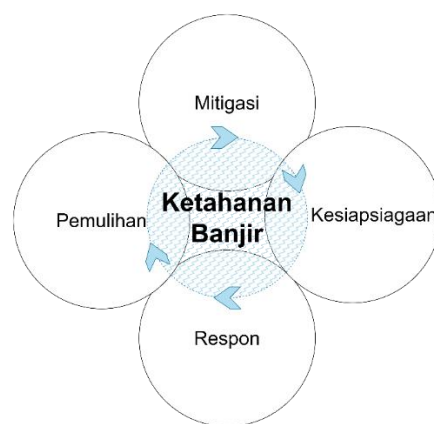 Mitigasi
Pemulihan
Ketahanan
Banjir
Kesiapsiagaan
Respon